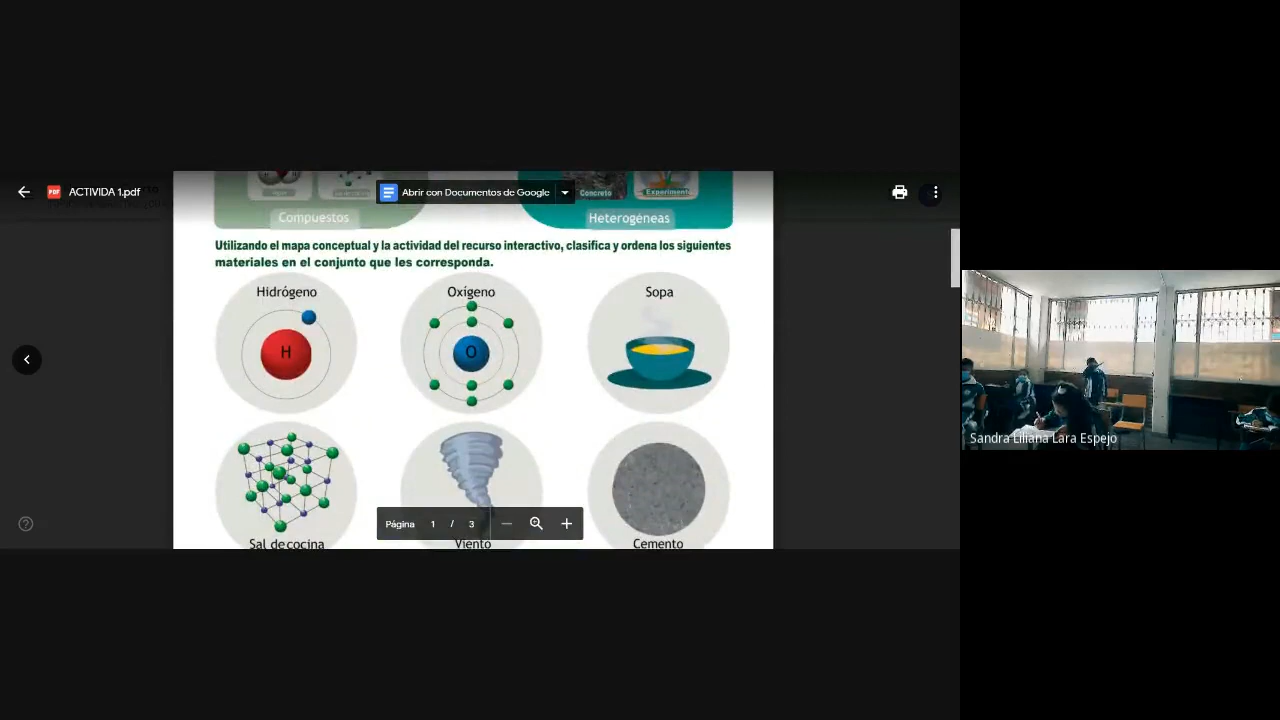 ACTIVIDA 1.pdf
Abrir con Documentos de Google
Concreto
Experimento
Compuestos
Heterogéneas
Utilizando el mapa conceptual y la actividad del recurso interactivo, clasifica y ordena los siguientes
materiales en el conjunto que les corresponda.
Hidrógeno
Oxígeno
Sopa
H
O
Sal de cocina
Viento
Cemento
Página 1 / 3
Sandra Liliana Lara Espejo